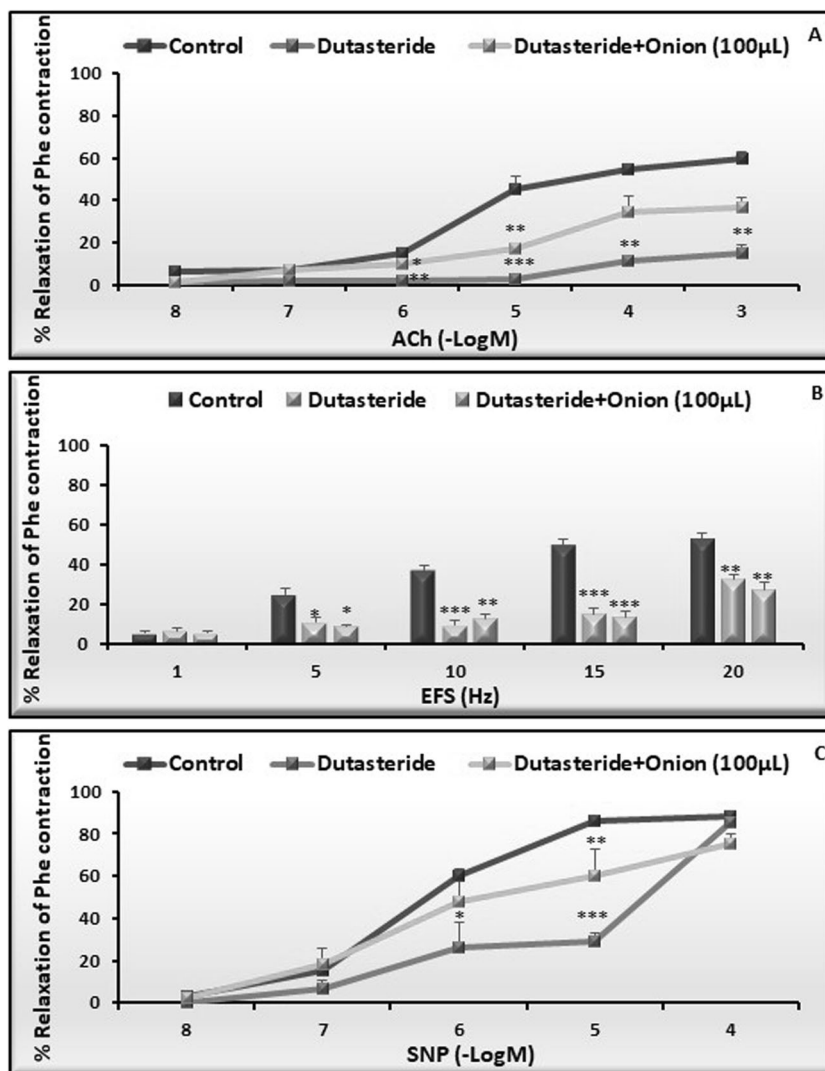 A
Control Dutasteride Dutasteride+Onion (100µL)
% Relaxation of Phe contraction
100
80
60
40
20
0
** ** **
* ***
**
8 7 6 5 4 3
ACh (-LogM)
B
Control Dutasteride Dutasteride+Onion (100µL)
% Relaxation of Phe contraction
100
80
60
40
20
0
* * *** ** *** *** ** **
1 5 10 15 20
EFS (Hz)
C
Control Dutasteride Dutasteride+Onion (100µL)
% Relaxation of Phe contraction
100
80
60
40
20
0
**
* ***
8 7 6 5 4
SNP (-LogM)